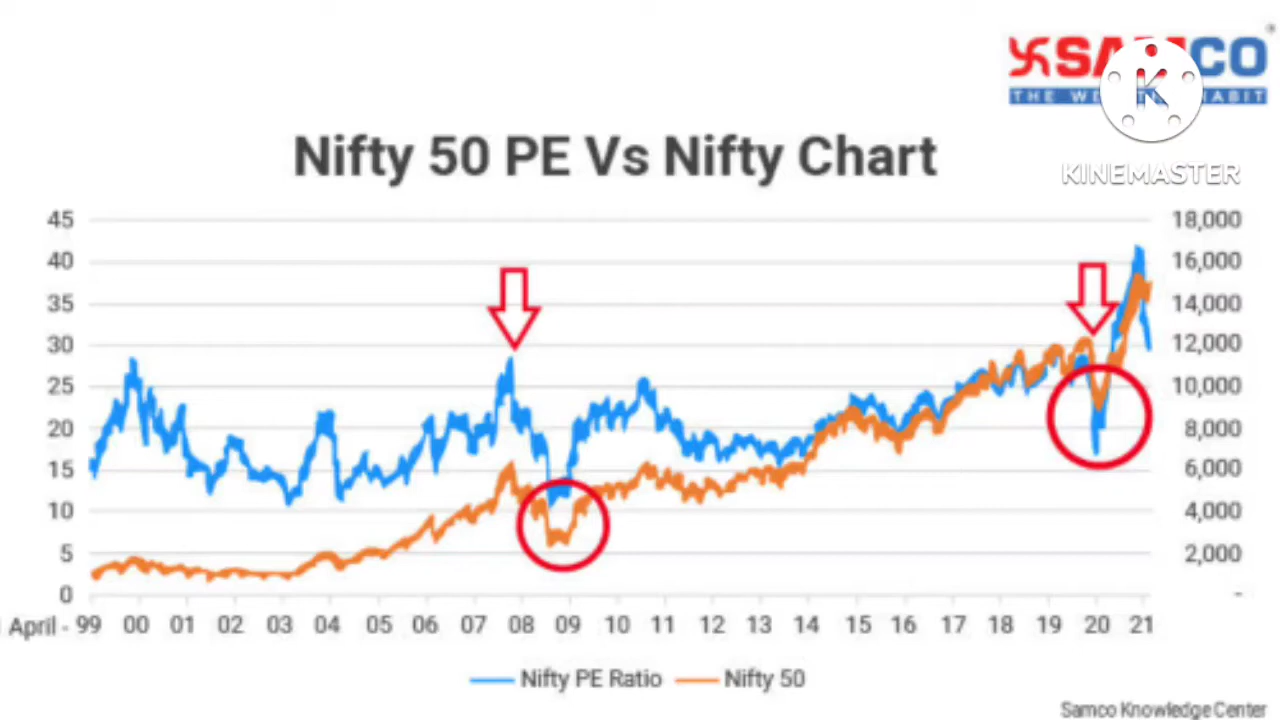 SAMCO
K
KINEMASTER
Nifty 50 PE Vs Nifty Chart
45 18,000
40 16,000
35 14,000
30 12,000
25 10,000
20 8,000
15 6,000
10 4,000
5 2,000
0 -
April - 99 00 01 02 03 04 05 06 07 08 09 10 11 12 13 14 15 16 17 18 19 20 21
Nifty PE Ratio Nifty 50
Samco Knowledge Center